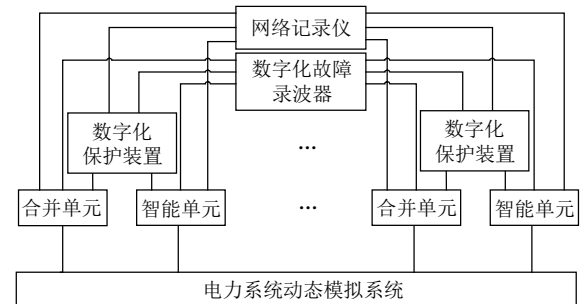 网络记录仪
数字化故障
录波器
数字化
保护装置
...
数字化
保护装置
合并单元
智能单元
...
合并单元
智能单元
电力系统动态模拟系统